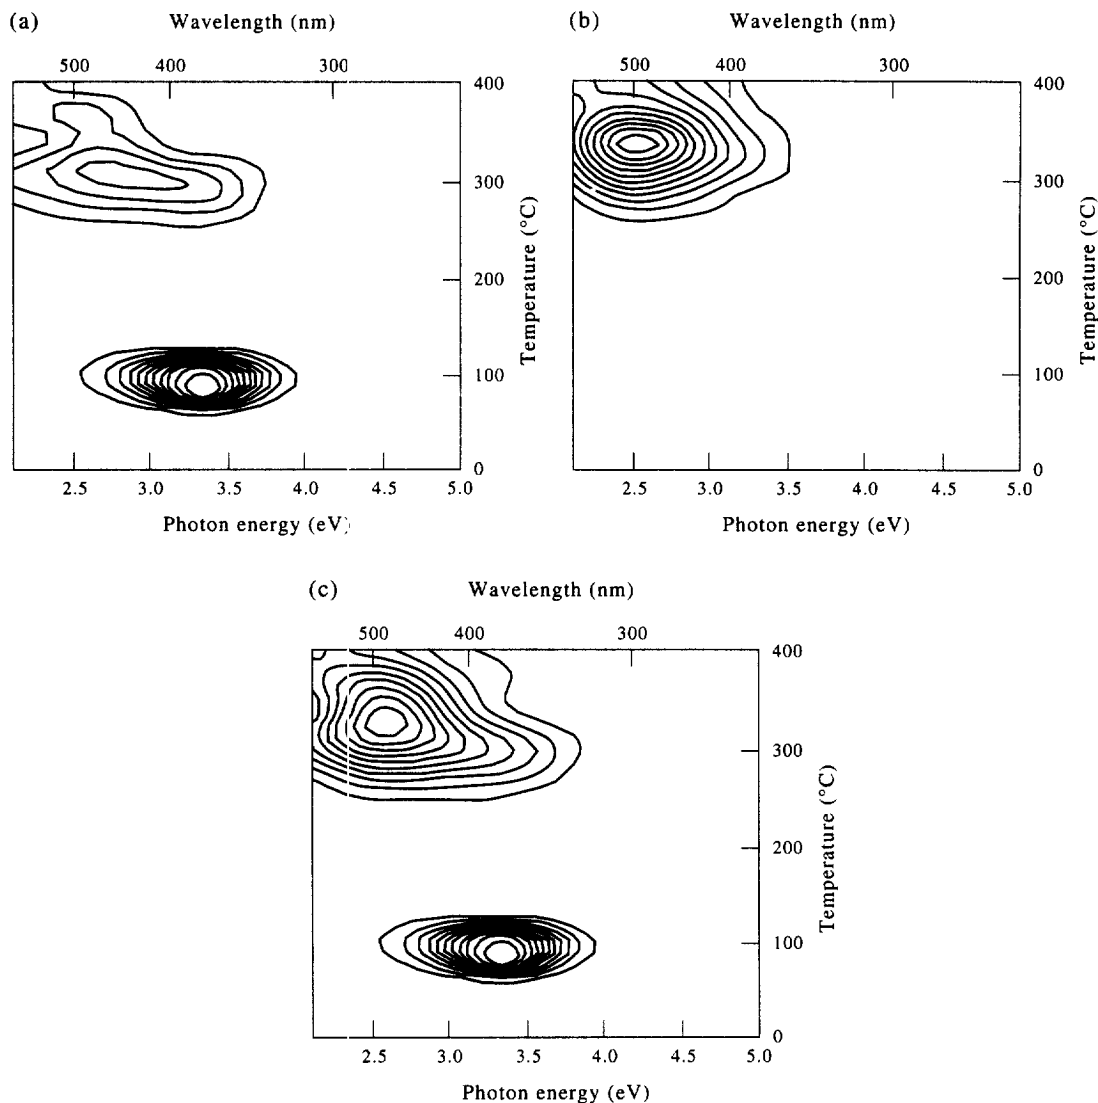 (a) Wavelength (nm)
500 400 300
400
300
200
100
0
Temperature (°C)
2.5 3.0 3.5 4.0 4.5 5.0
Photon energy (eV)
(b) Wavelength (nm)
500 400 300
400
300
200
100
0
Temperature (°C)
2.5 3.0 3.5 4.0 4.5 5.0
Photon energy (eV)
(c) Wavelength (nm)
500 400 300
400
300
200
100
0
Temperature (°C)
2.5 3.0 3.5 4.0 4.5 5.0
Photon energy (eV)